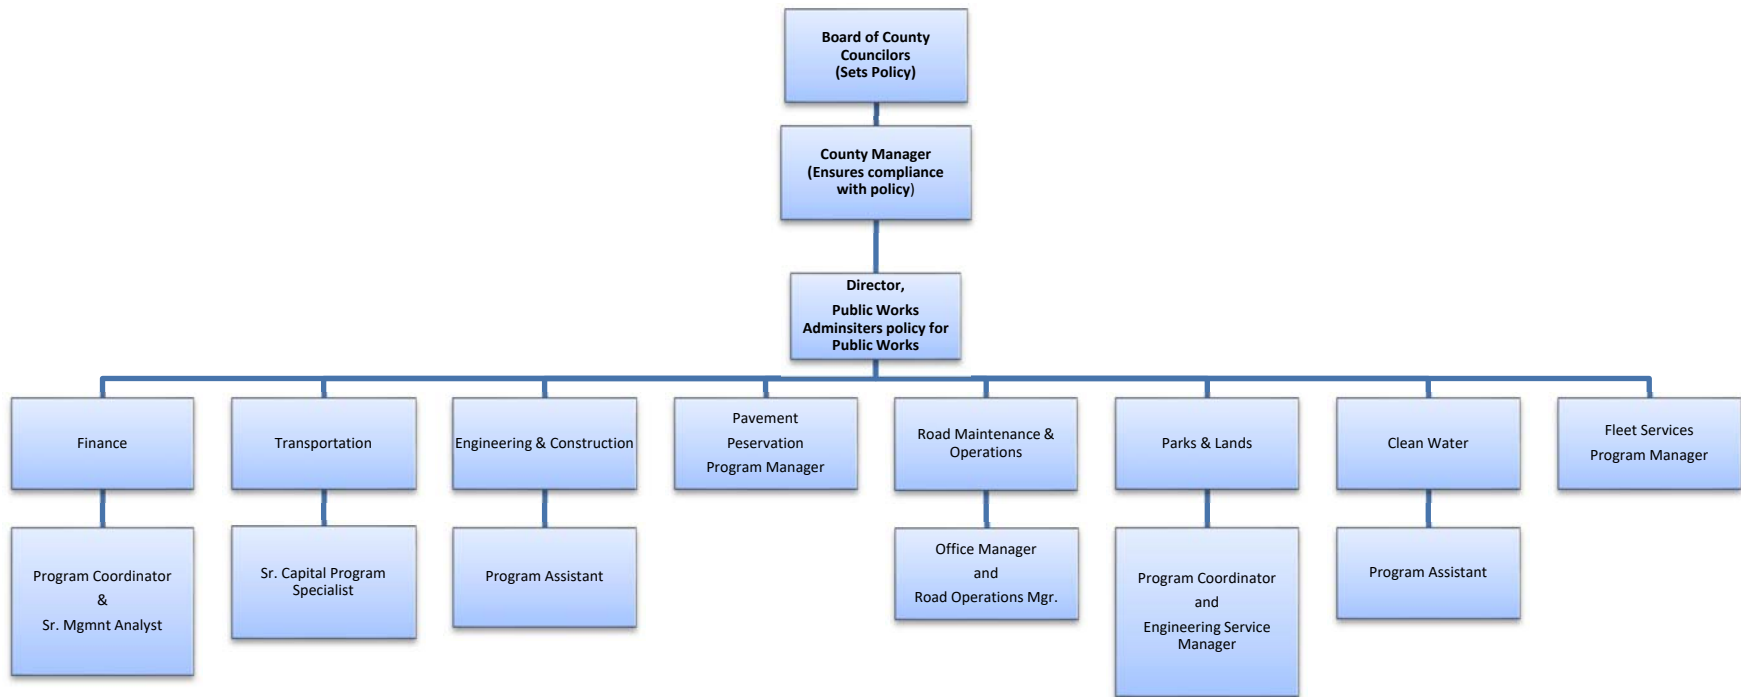 Board of County
Councilors
(Sets Policy)
County Manager
(Ensures compliance
with policy)
Director,
Public Works
Adminsiters policy for
Public Works
Finance
Transportation
Engineering & Construction
Pavement
Peservation
Program Manager
Road Maintenance &
Operations
Parks & Lands
Clean Water
Fleet Services
Program Manager
Program Coordinator
&
Sr. Mgmnt Analyst
Sr. Capital Program
Specialist
Program Assistant
Office Manager
and
Road Operations Mgr.
Program Coordinator
and
Engineering Service
Manager
Program Assistant